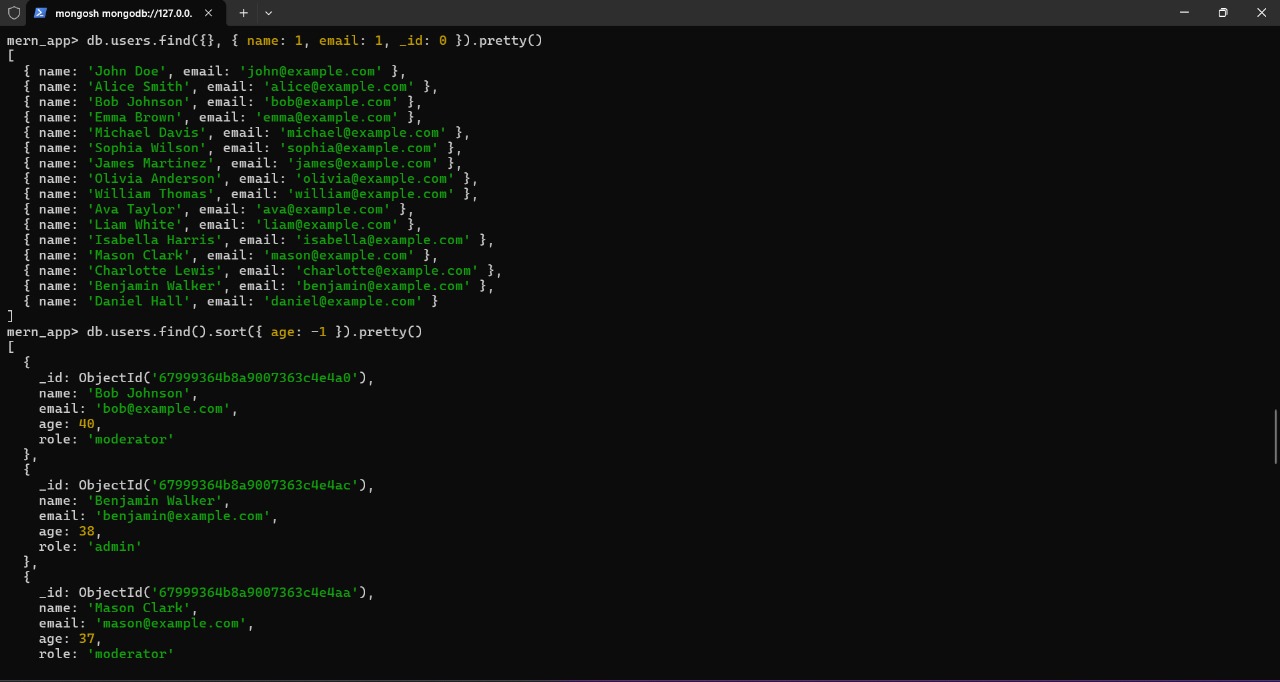 mongosh mongodb://127.0.0.
mern_app> db.users.find({}, { name: 1, email: 1, _id: 0 }).pretty()
[
  { name: 'John Doe', email: 'john@example.com' },
  { name: 'Alice Smith', email: 'alice@example.com' },
  { name: 'Bob Johnson', email: 'bob@example.com' },
  { name: 'Emma Brown', email: 'emma@example.com' },
  { name: 'Michael Davis', email: 'michael@example.com' },
  { name: 'Sophia Wilson', email: 'sophia@example.com' },
  { name: 'James Martinez', email: 'james@example.com' },
  { name: 'Olivia Anderson', email: 'olivia@example.com' },
  { name: 'William Thomas', email: 'william@example.com' },
  { name: 'Ava Taylor', email: 'ava@example.com' },
  { name: 'Liam White', email: 'liam@example.com' },
  { name: 'Isabella Harris', email: 'isabella@example.com' },
  { name: 'Mason Clark', email: 'mason@example.com' },
  { name: 'Charlotte Lewis', email: 'charlotte@example.com' },
  { name: 'Benjamin Walker', email: 'benjamin@example.com' },
  { name: 'Daniel Hall', email: 'daniel@example.com' }
]
mern_app> db.users.find().sort({ age: -1 }).pretty()
[
  {
    _id: ObjectId('67999364b8a9007363c4e4a0'),
    name: 'Bob Johnson',
    email: 'bob@example.com',
    age: 40,
    role: 'moderator'
  },
  {
    _id: ObjectId('67999364b8a9007363c4e4ac'),
    name: 'Benjamin Walker',
    email: 'benjamin@example.com',
    age: 38,
    role: 'admin'
  },
  {
    _id: ObjectId('67999364b8a9007363c4e4aa'),
    name: 'Mason Clark',
    email: 'mason@example.com',
    age: 37,
    role: 'moderator'